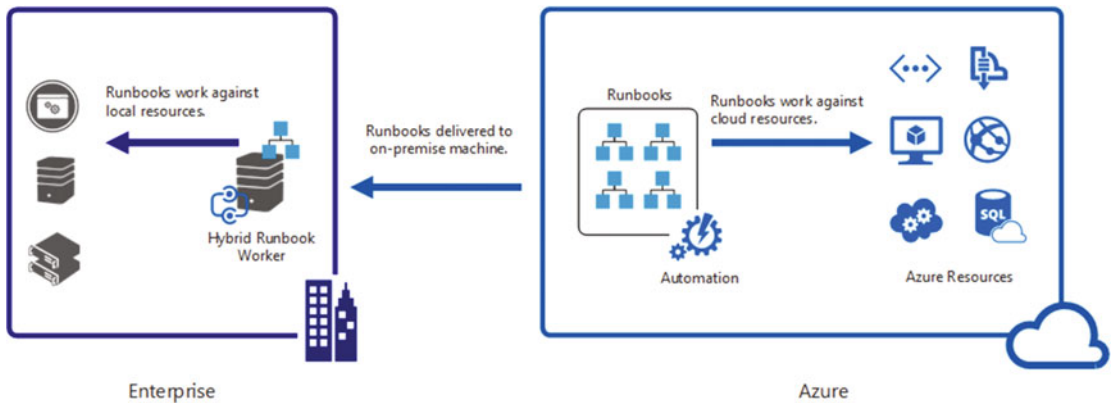 Runbooks work against
local resources.
Hybrid Runbook
Worker
Runbooks delivered to
on-premise machine.
Runbooks
Runbooks work against
cloud resources.
Automation
SQL
Azure Resources
Enterprise
Azure